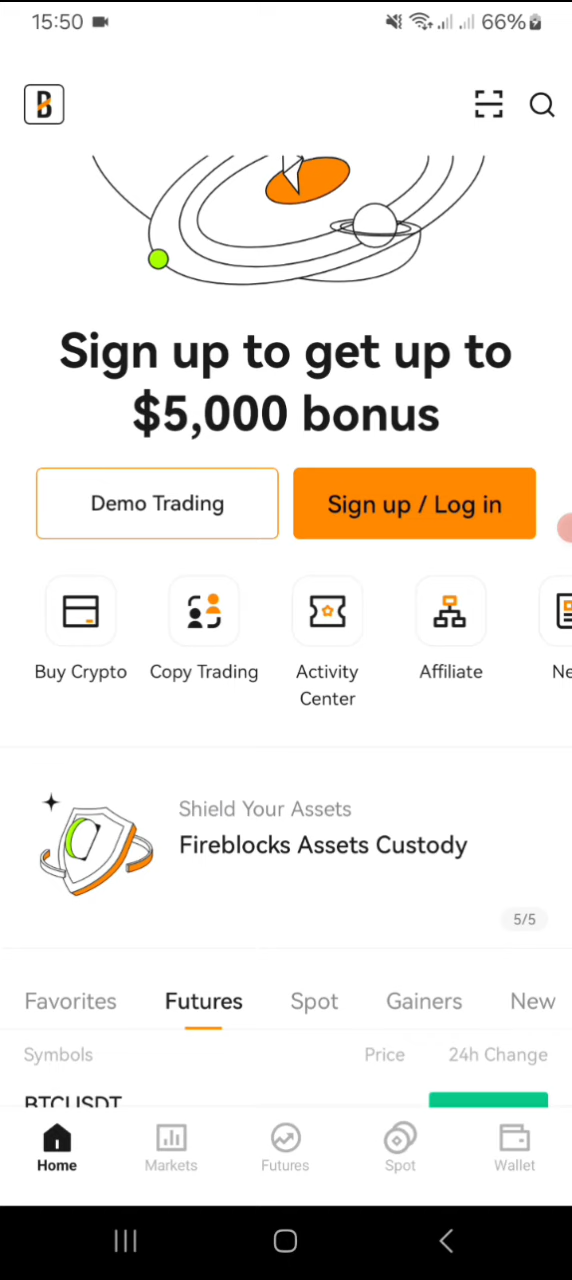 15:50
66%
B
Sign up to get up to
$5,000 bonus
Demo Trading
Sign up / Log in
Buy Crypto
Copy Trading
Activity
Center
Affiliate
Ne
Shield Your Assets
Fireblocks Assets Custody
5/5
Favorites
Futures
Spot
Gainers
New
Symbols
Price
24h Change
BTCUSDT
Home
Markets
Futures
Spot
Wallet